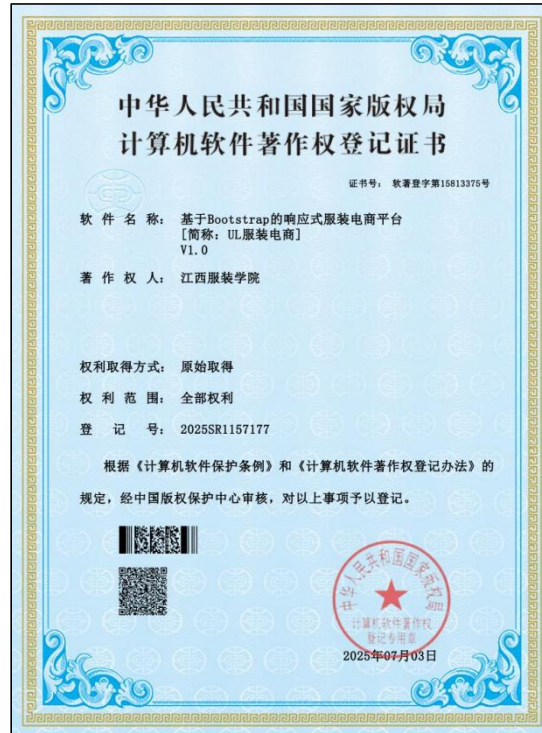 中华人民共和国国家版权局
计算机软件著作权登记证书
证书号： 软著登字第15813375号
软件名称： 基于Bootstrap的响应式服装电商平台
[简称：UL服装电商]
V1.0
著作权人： 江西服装学院
权利取得方式： 原始取得
权利范围： 全部权利
登记号： 2025SR1157177
根据《计算机软件保护条例》和《计算机软件著作权登记办法》的
规定，经中国版权保护中心审核，对以上事项予以登记。
中华人民共和国国家版权局
计算机软件著作权
登记专用章
2025年07月03日